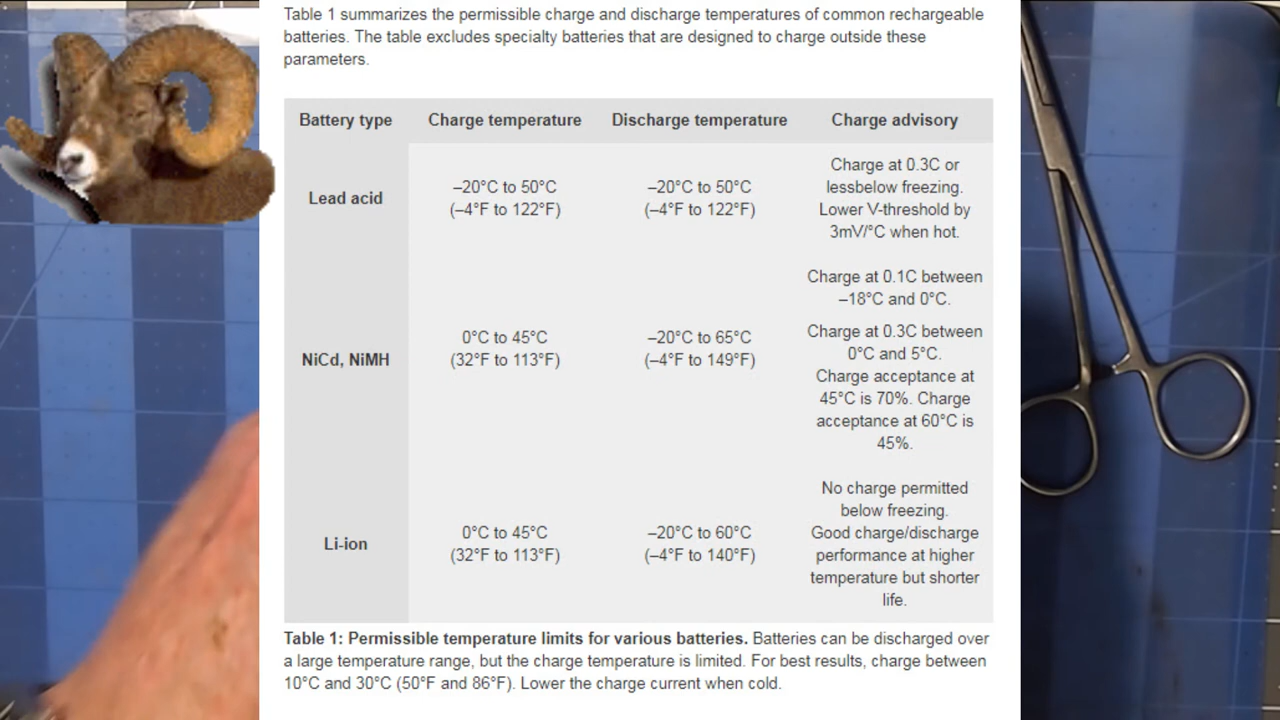 Table 1 summarizes the permissible charge and discharge temperatures of common rechargeable
batteries. The table excludes specialty batteries that are designed to charge outside these
parameters.
Battery type Charge temperature Discharge temperature Charge advisory
Lead acid
–20°C to 50°C
(–4°F to 122°F)
–20°C to 50°C
(–4°F to 122°F)
Charge at 0.3C or
lessbelow freezing.
Lower V-threshold by
3mV/°C when hot.
NiCd, NiMH
0°C to 45°C
(32°F to 113°F)
–20°C to 65°C
(–4°F to 149°F)
Charge at 0.1C between
–18°C and 0°C.
Charge at 0.3C between
0°C and 5°C.
Charge acceptance at
45°C is 70%. Charge
acceptance at 60°C is
45%.
Li-ion
0°C to 45°C
(32°F to 113°F)
–20°C to 60°C
(–4°F to 140°F)
No charge permitted
below freezing.
Good charge/discharge
performance at higher
temperature but shorter
life.
Table 1: Permissible temperature limits for various batteries. Batteries can be discharged over
a large temperature range, but the charge temperature is limited. For best results, charge between
10°C and 30°C (50°F and 86°F). Lower the charge current when cold.